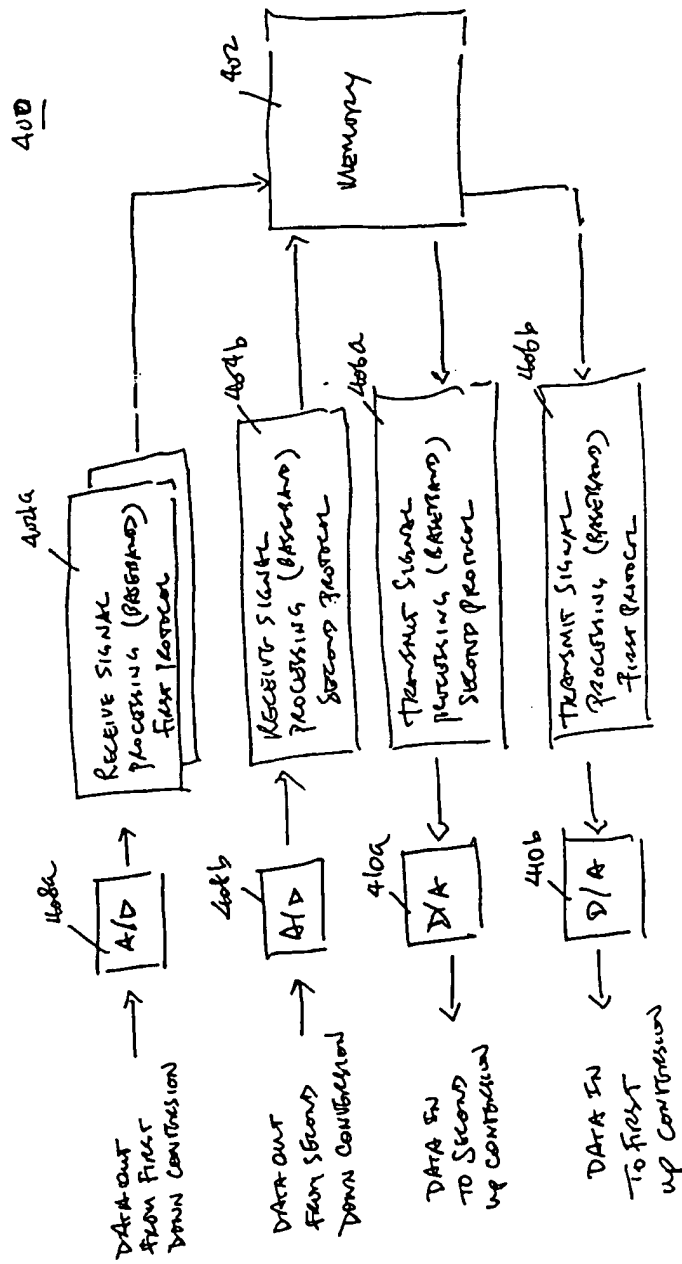 400
DATA OUT
FROM FIRST
DOWN CONVERSION
408a
A/D
404a
RECEIVE SIGNAL
PROCESSING (BASEBAND)
FIRST PROTOCOL
402
MEMORY
DATA OUT
FROM SECOND
DOWN CONVERSION
408b
A/D
404b
RECEIVE SIGNAL
PROCESSING (BASEBAND)
SECOND PROTOCOL
DATA IN
TO SECOND
UP CONVERSION
410a
D/A
406a
TRANSMIT SIGNAL
PROCESSING (BASEBAND)
SECOND PROTOCOL
DATA IN
TO FIRST
UP CONVERSION
410b
D/A
406b
TRANSMIT SIGNAL
PROCESSING (BASEBAND)
FIRST PROTOCOL